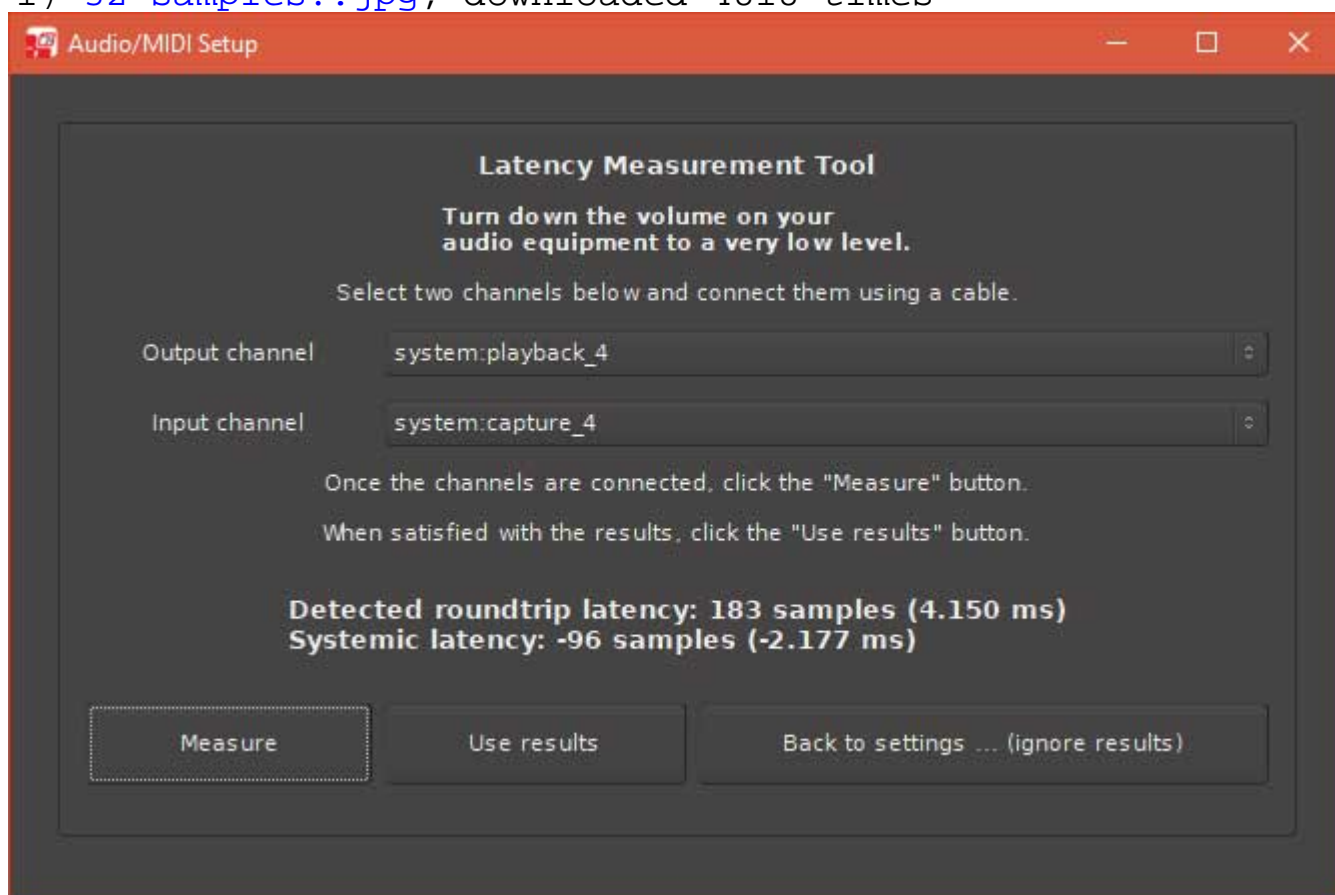 Audio/MIDI Setup
Latency Measurement Tool
Turn down the volume on your
audio equipment to a very low level.
Select two channels below and connect them using a cable.
Output channel system:playback_4
Input channel system:capture_4
Once the channels are connected, click the "Measure" button.
When satisfied with the results, click the "Use results" button.
Detected roundtrip latency: 183 samples (4.150 ms)
Systemic latency: -96 samples (-2.177 ms)
Measure Use results Back to settings ... (ignore results)